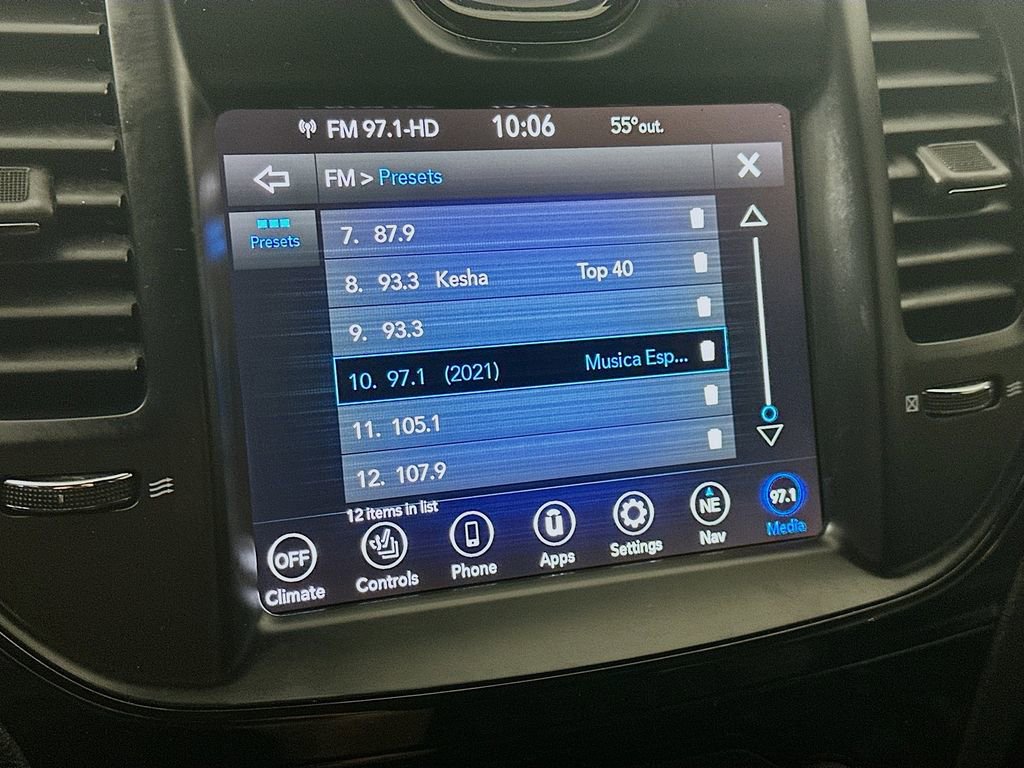 FM 97.1-HD 10:06 55°out.
FM > Presets
Presets
7. 87.9
8. 93.3 Kesha Top 40
9. 93.3
10. 97.1 (2021) Musica Esp...
11. 105.1
12. 107.9
12 items in list
OFF NE 97.1
Climate Controls Phone Apps Settings Nav Media